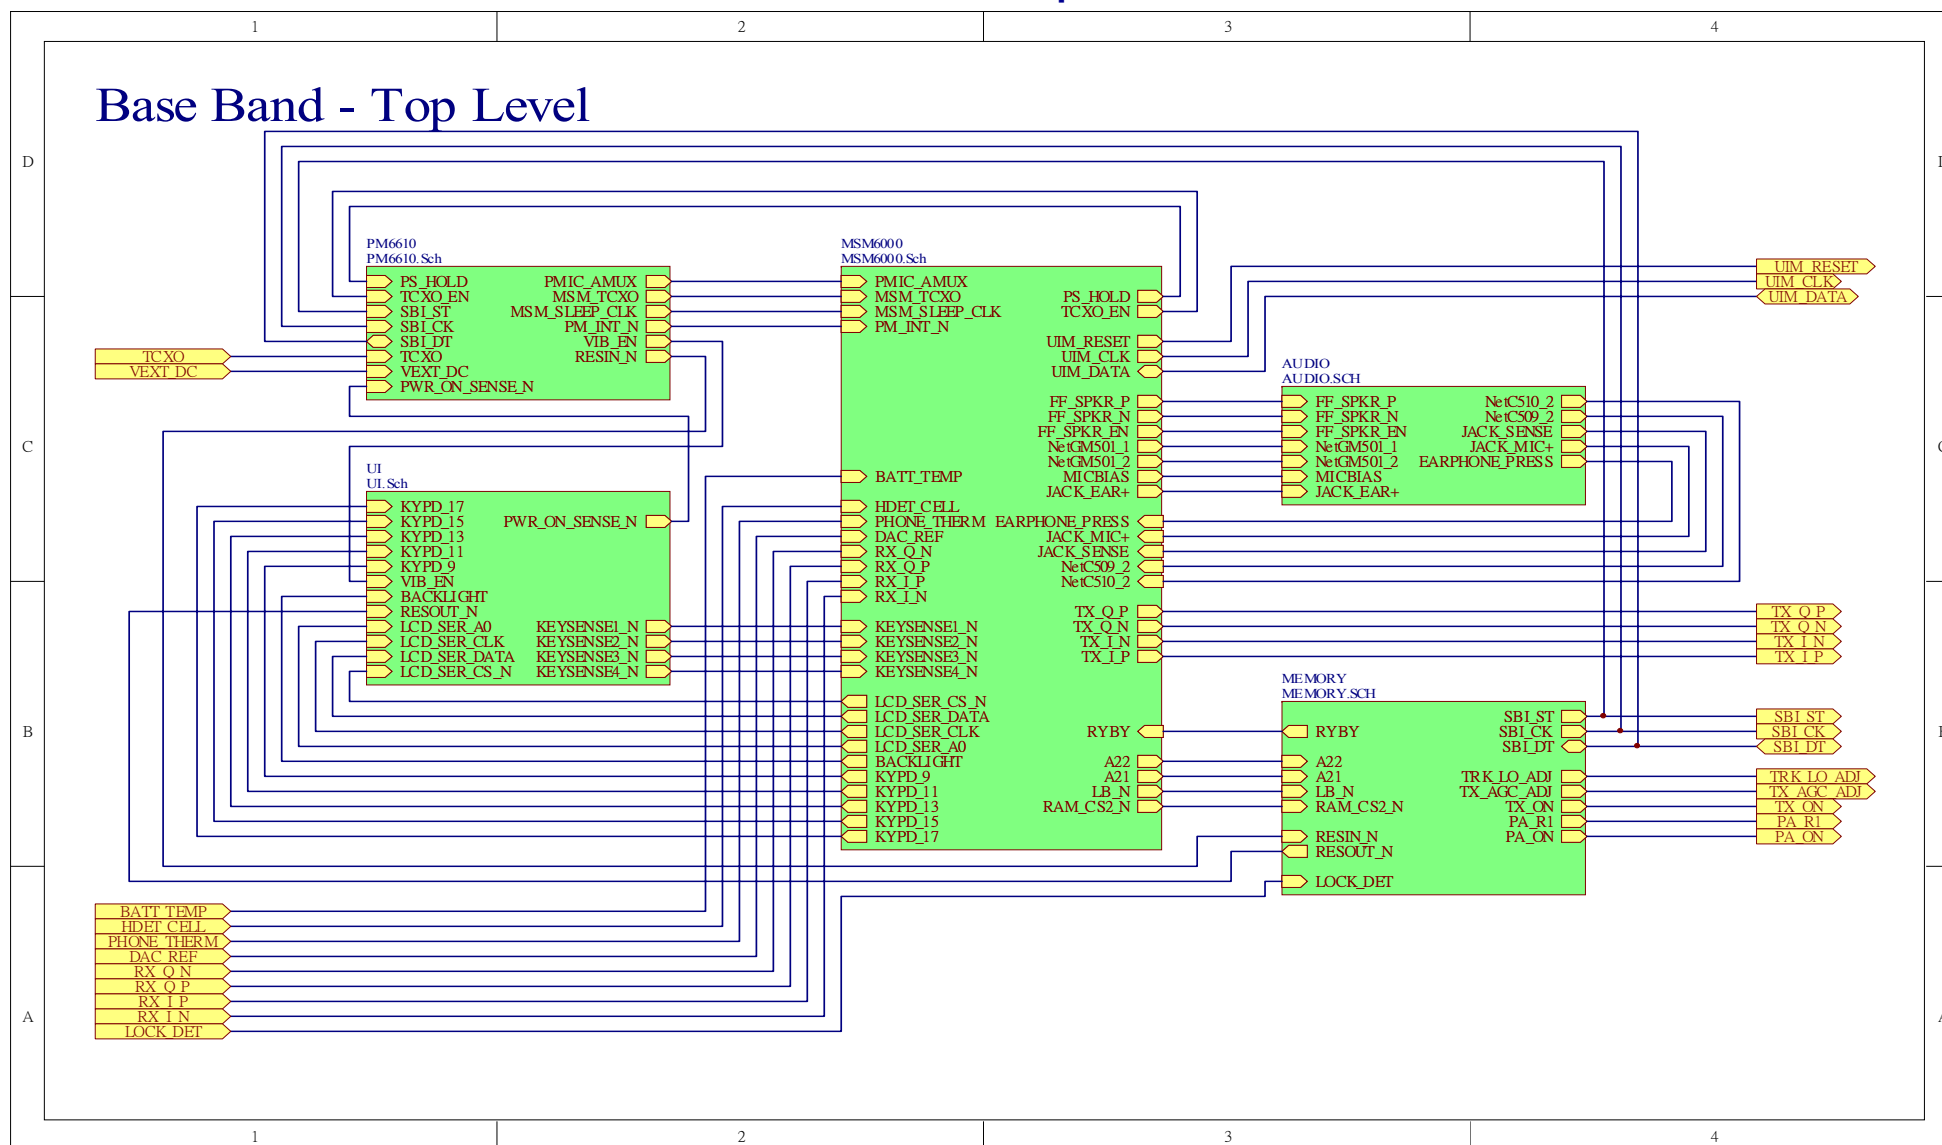 1 2 3 4
Base Band - Top Level
D
PM6610
PM6610.Sch
PS_HOLD PMIC_AMUX
TCXO_EN MSM_TCXO
SBI_ST MSM_SLEEP_CLK
SBI_CK PM_INT_N
SBI_DT VIB_EN
TCXO RESIN_N
VEXT_DC
PWR_ON_SENSE_N
TCXO
VEXT_DC
MSM6000
MSM6000.Sch
PMIC_AMUX
MSM_TCXO PS_HOLD
MSM_SLEEP_CLK TCXO_EN
PM_INT_N
UIM_RESET
UIM_CLK
UIM_DATA
FF_SPKR_P
FF_SPKR_N
FF_SPKR_EN
NetGM501_1
NetGM501_2
BATT_TEMP MICBIAS
JACK_EAR+
HDET_CELL
PHONE_THERM EARPHONE_PRESS
DAC_REF JACK_MIC+
RX_Q_N JACK_SENSE
RX_Q_P NetC509_2
RX_I_P NetC510_2
RX_I_N
TX_Q_P
KEYSENSE1_N TX_Q_N
KEYSENSE2_N TX_I_N
KEYSENSE3_N TX_I_P
KEYSENSE4_N
LCD_SER_CS_N
LCD_SER_DATA
LCD_SER_CLK RYBY
LCD_SER_A0
BACKLIGHT A22
KYPD_9 A21
KYPD_11 LB_N
KYPD_13 RAM_CS2_N
KYPD_15
KYPD_17
UIM_RESET
UIM_CLK
UIM_DATA
AUDIO
AUDIO.SCH
FF_SPKR_P NetC510_2
FF_SPKR_N NetC509_2
FF_SPKR_EN JACK_SENSE
NetGM501_1 JACK_MIC+
NetGM501_2 EARPHONE_PRESS
MICBIAS
JACK_EAR+
C
UI
UI.Sch
KYPD_17
KYPD_15 PWR_ON_SENSE_N
KYPD_13
KYPD_11
KYPD_9
VIB_EN
BACKLIGHT
RESOUT_N
LCD_SER_A0 KEYSENSE1_N
LCD_SER_CLK KEYSENSE2_N
LCD_SER_DATA KEYSENSE3_N
LCD_SER_CS_N KEYSENSE4_N
TX_Q_P
TX_Q_N
TX_I_N
TX_I_P
B
MEMORY
MEMORY.SCH
SBI_ST
RYBY SBI_CK
SBI_DT
A22
A21 TRK_LO_ADJ
LB_N TX_AGC_ADJ
RAM_CS2_N TX_ON
PA_R1
RESIN_N PA_ON
RESOUT_N
LOCK_DET
SBI_ST
SBI_CK
SBI_DT
TRK_LO_ADJ
TX_AGC_ADJ
TX_ON
PA_R1
PA_ON
BATT_TEMP
HDET_CELL
PHONE_THERM
DAC_REF
RX_Q_N
RX_Q_P
RX_I_P
RX_I_N
LOCK_DET
A
1 2 3 4